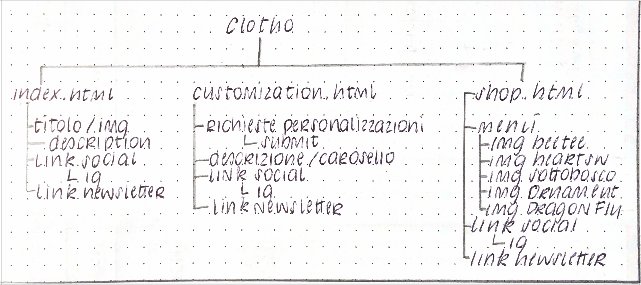 Clotho
index.html
titolo/img
description
link social
ig
link newsletter
customization.html
richieste personalizzazioni
submit
descrizione/carosello
link social
ig
link newsletter
shop.html
menù
img beetee
img heartsw
img sottobosco
img ornament
img DRAGON Fly
link social
ig
link newsletter